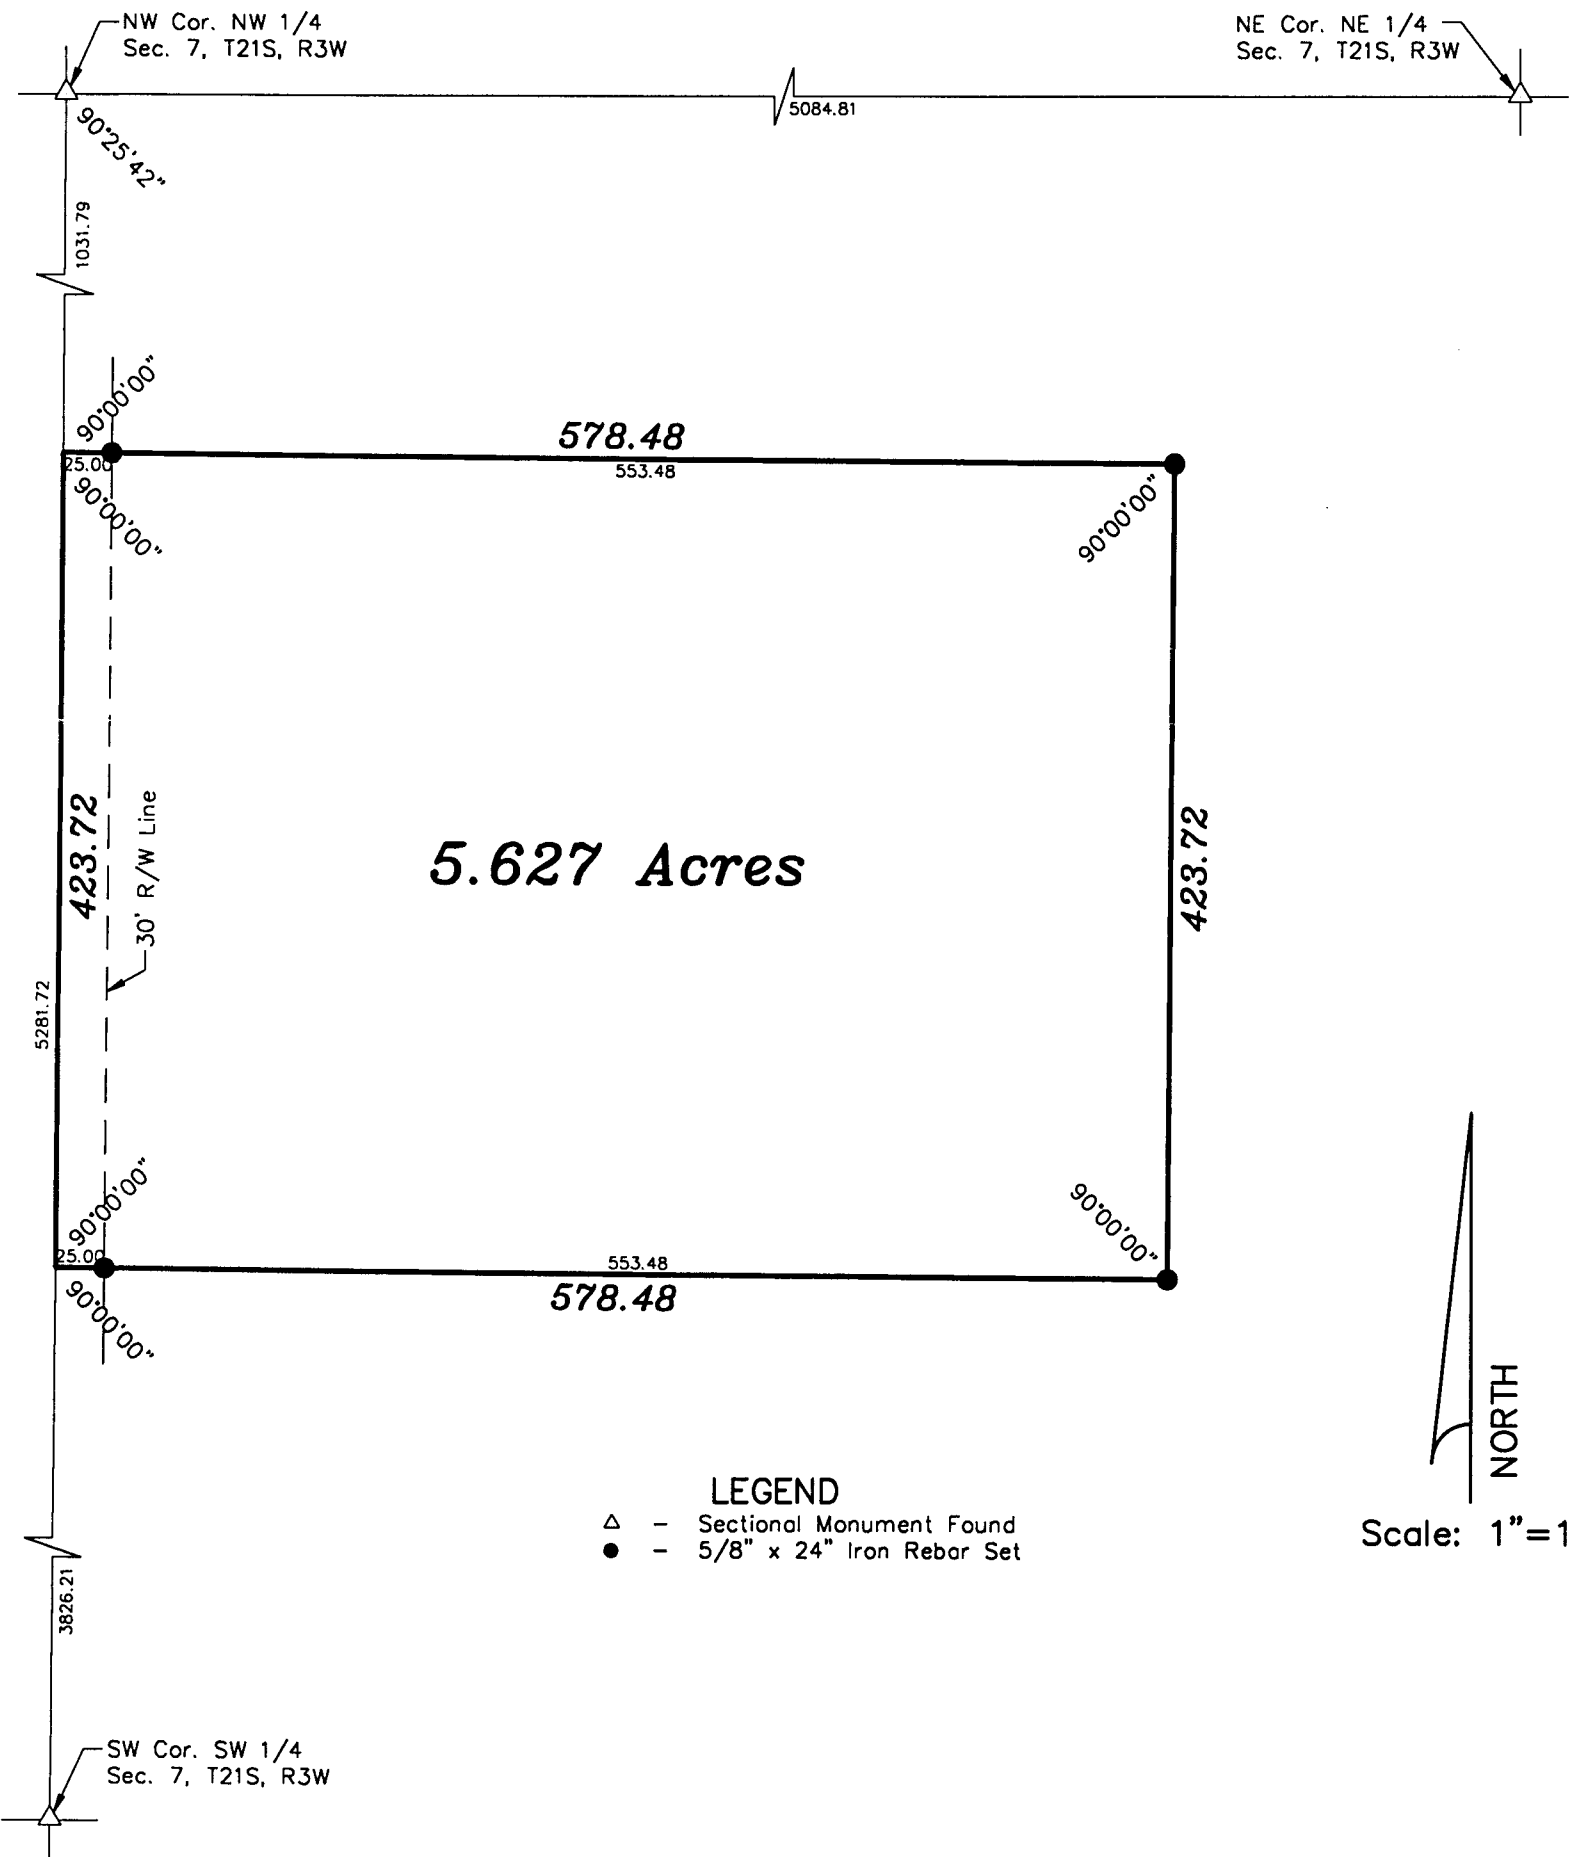 NW Cor. NW 1/4
Sec. 7, T21S, R3W
NE Cor. NE 1/4
Sec. 7, T21S, R3W
5084.81
90°25'42"
1031.79
90°00'00"
578.48
25.00
553.48
90°00'00"
90°00'00"
423.72
30' R/W Line
5.627 Acres
423.72
5281.72
90°00'00"
90°00'00"
25.00
553.48
578.48
90°00'00"
NORTH
LEGEND
△ - Sectional Monument Found
● - 5/8" x 24" Iron Rebar Set
Scale: 1"=1
3826.21
SW Cor. SW 1/4
Sec. 7, T21S, R3W